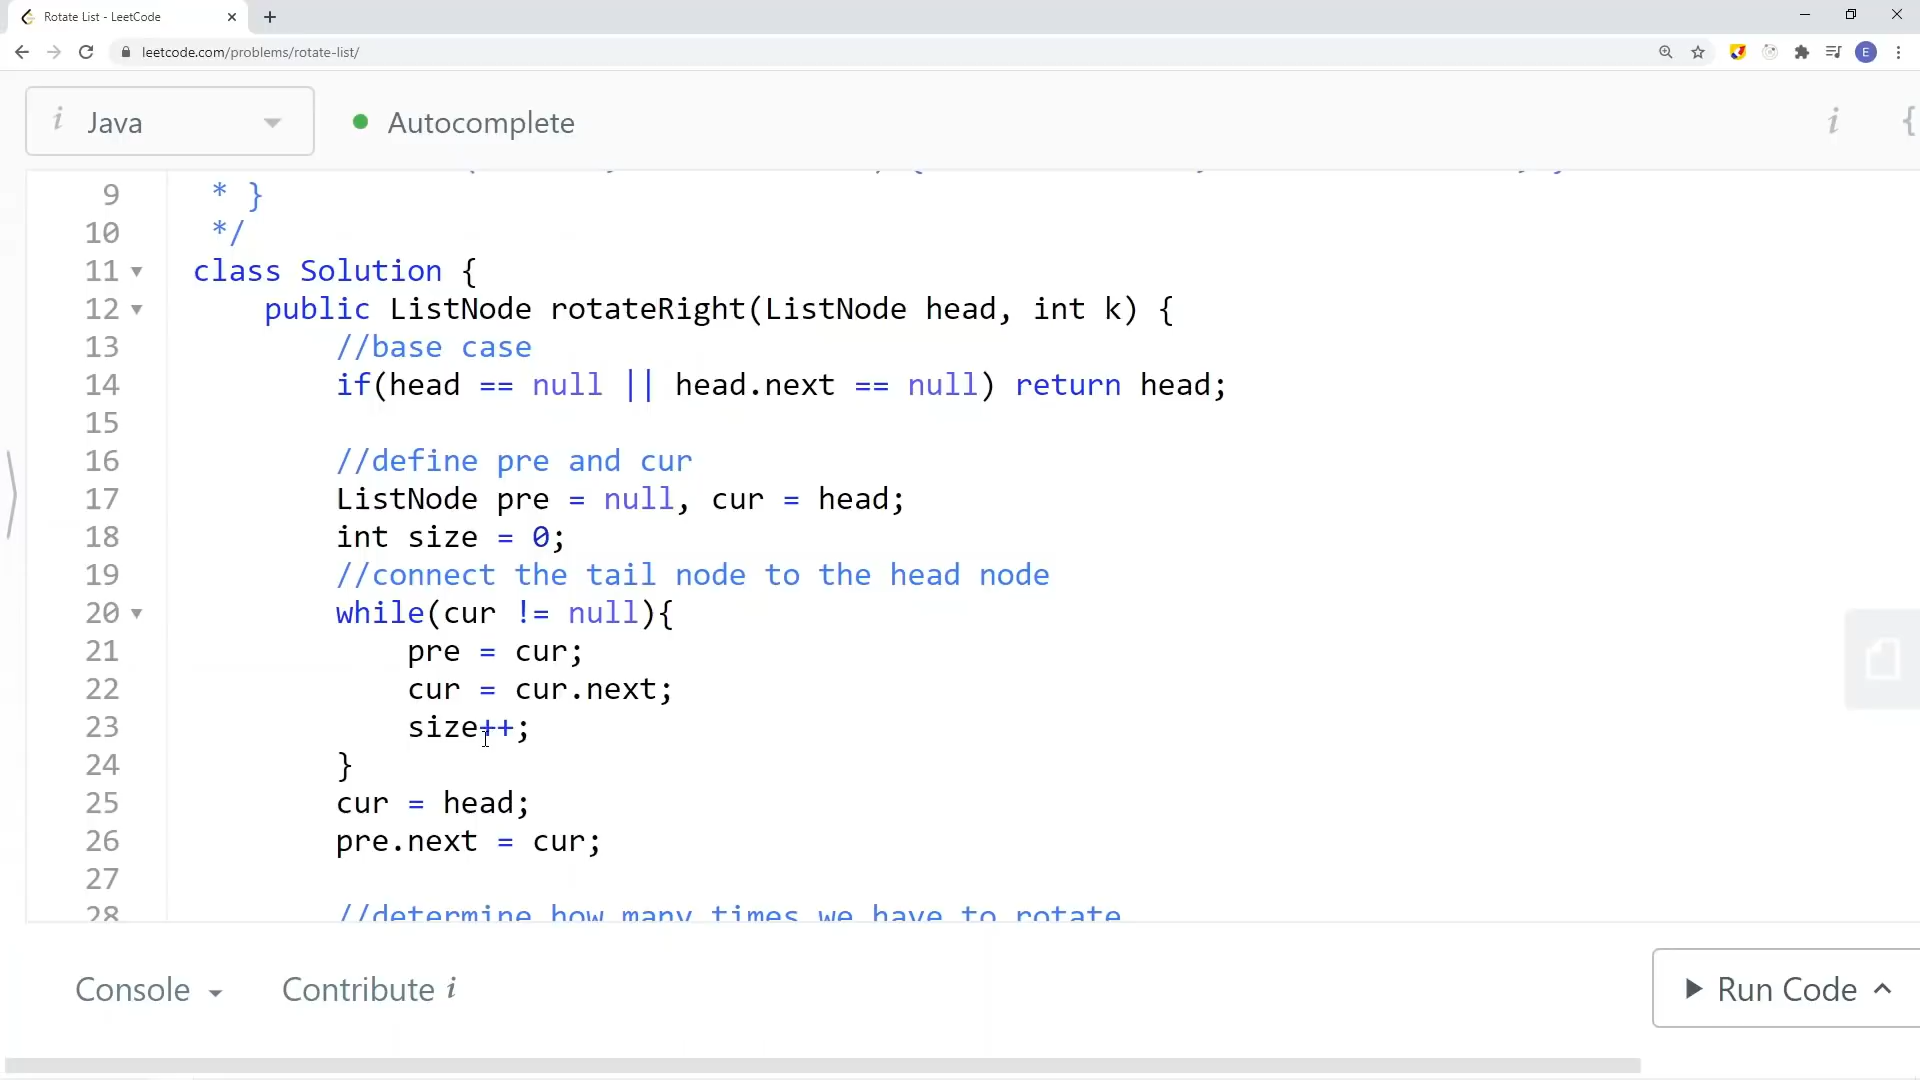 Rotate List - LeetCode
leetcode.com/problems/rotate-list/
E
i Java
Autocomplete
i {
9 * }
10 */
11 class Solution {
12 public ListNode rotateRight(ListNode head, int k) {
13 //base case
14 if(head == null || head.next == null) return head;
15
16 //define pre and cur
17 ListNode pre = null, cur = head;
18 int size = 0;
19 //connect the tail node to the head node
20 while(cur != null){
21 pre = cur;
22 cur = cur.next;
23 size++;
24 }
25 cur = head;
26 pre.next = cur;
27
28 //determine how many times we have to rotate
Console
Contribute i
Run Code